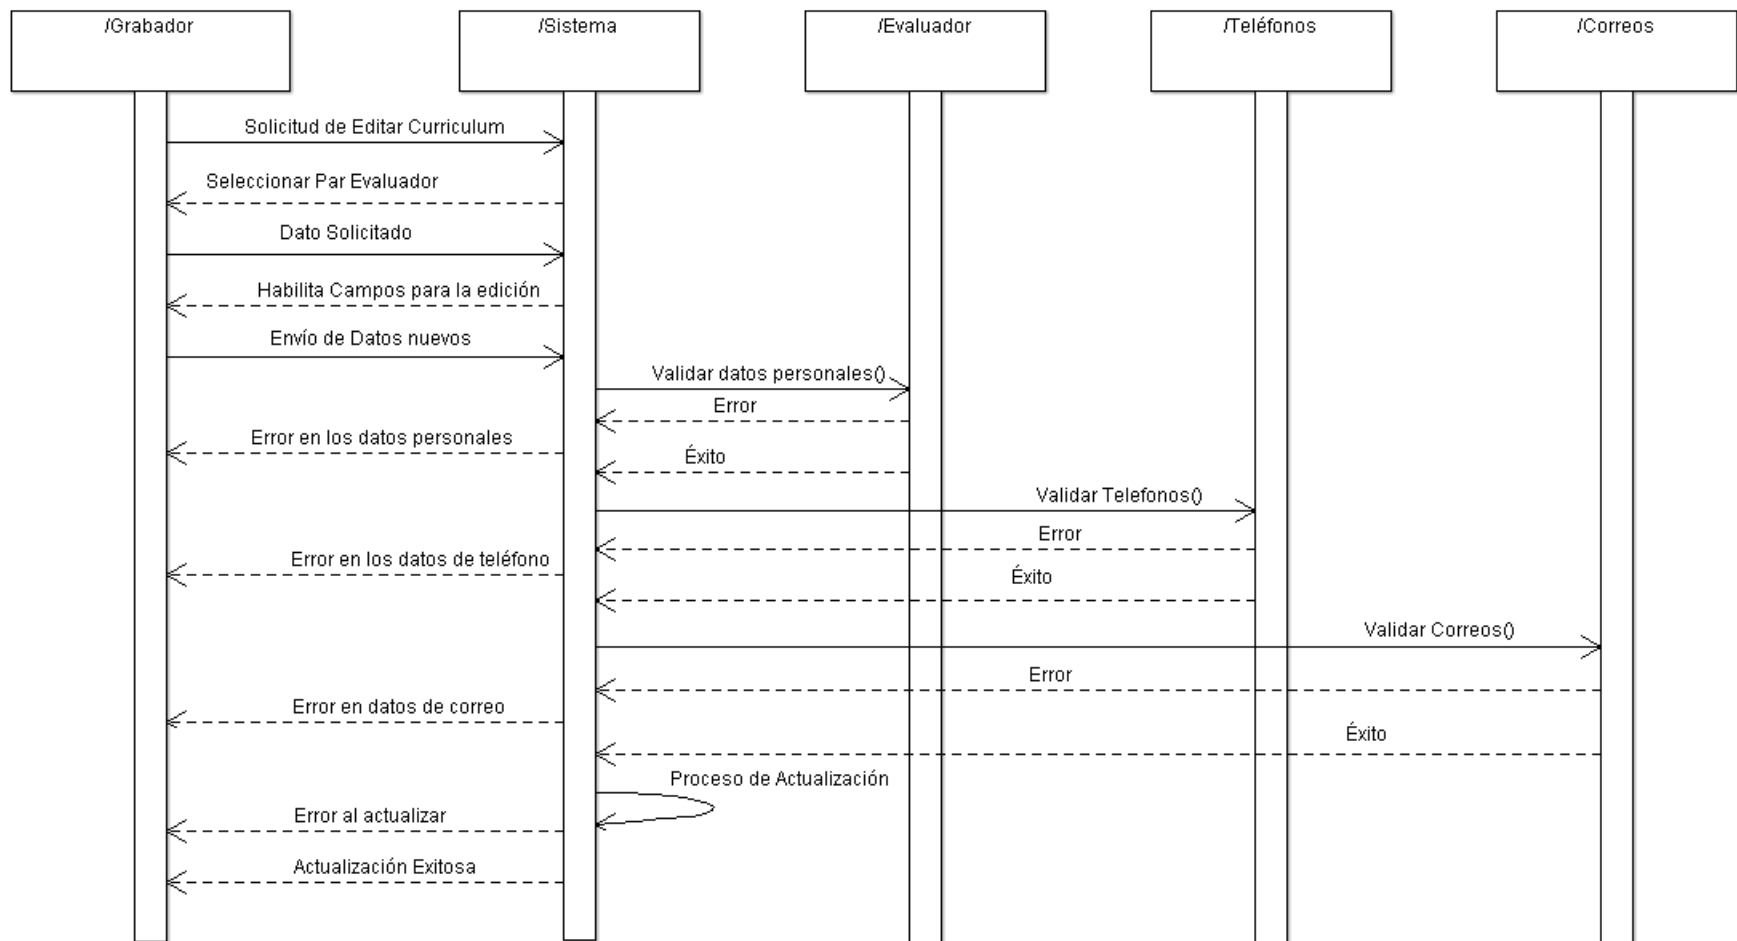 /Grabador
/Sistema
/Evaluador
/Teléfonos
/Correos
Solicitud de Editar Curriculum
Seleccionar Par Evaluador
Dato Solicitado
Habilita Campos para la edición
Envío de Datos nuevos
Validar datos personales()
Error
Error en los datos personales
Éxito
Validar Telefonos()
Error
Error en los datos de teléfono
Éxito
Validar Correos()
Error
Error en datos de correo
Éxito
Proceso de Actualización
Error al actualizar
Actualización Exitosa